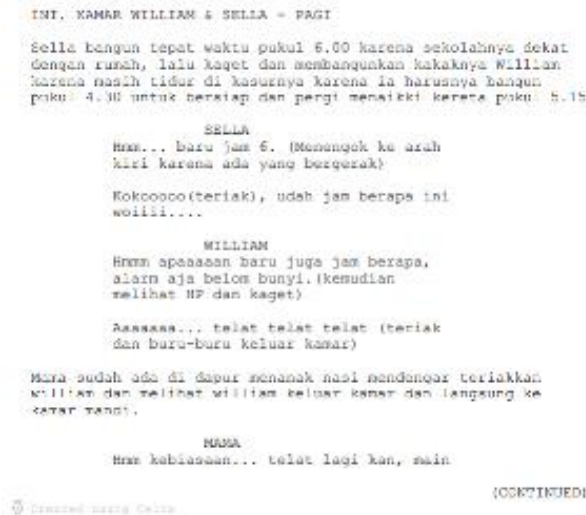 INT. KAMAR WILLIAM & SELLA - PAGI
Sella bangun tepat waktu pukul 6.00 karena sekolahnya dekat
dengan rumah, lalu kaget dan membangunkan kakaknya William
karena masih tidur di kasurnya karena ia harusnya bangun
pukul 4.30 untuk bersiap dan pergi menaikki kereta pukul 5.15
SELLA
Hmm... baru jam 6. (Menengok ke arah
kiri karena ada yang bergerak)
Kokooooo(teriak), udah jam berapa ini
woiiii....
WILLIAM
Hmmm apaaaaan baru juga jam berapa,
alarm aja belom bunyi.(kemudian
melihat HP dan kaget)
Aaaaaaa... telat telat telat (teriak
dan buru-buru keluar kamar)
Mama sudah ada di dapur menanak nasi mendengar teriakkan
william dan melihat william keluar kamar dan langsung ke
kamar mandi.
MAMA
Hmm kebiasaan... telat lagi kan, main
(CONTINUED)
Created using Celtx